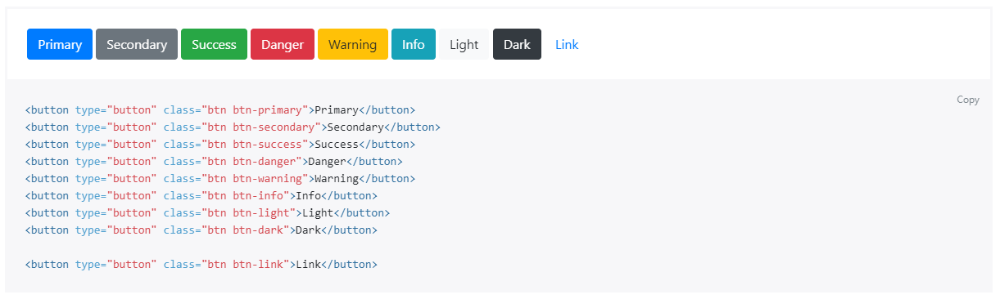 Primary Secondary Success Danger Warning Info Light Dark Link
Copy
<button type="button" class="btn btn-primary">Primary</button>
<button type="button" class="btn btn-secondary">Secondary</button>
<button type="button" class="btn btn-success">Success</button>
<button type="button" class="btn btn-danger">Danger</button>
<button type="button" class="btn btn-warning">Warning</button>
<button type="button" class="btn btn-info">Info</button>
<button type="button" class="btn btn-light">Light</button>
<button type="button" class="btn btn-dark">Dark</button>
<button type="button" class="btn btn-link">Link</button>